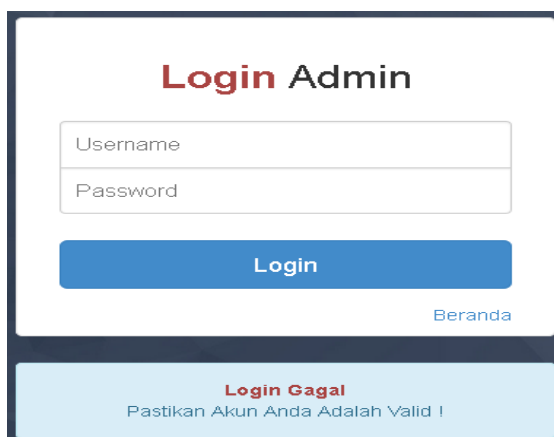 Login Admin
Username
Password
Login
Beranda
Login Gagal
Pastikan Akun Anda Adalah Valid !